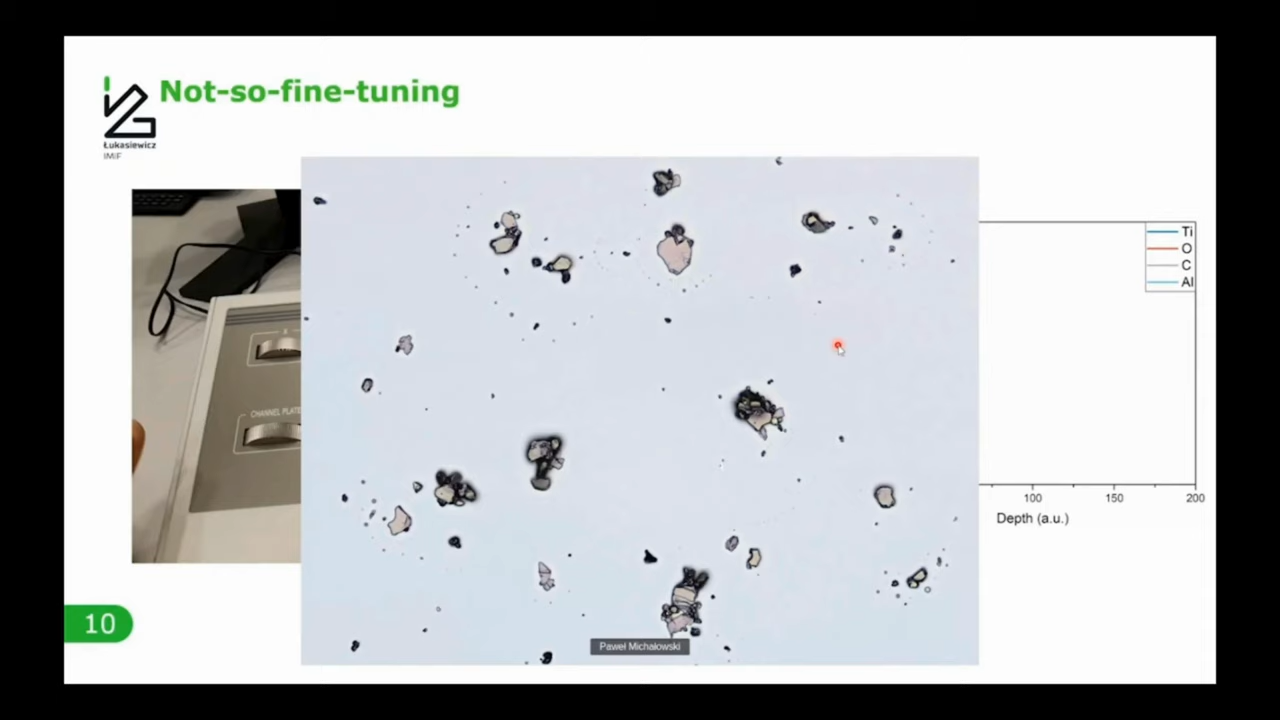 Not-so-fine-tuning
Łukasiewicz
IMiF
Ti
O
C
Al
CHANNEL PLATE
100
150
200
Depth (a.u.)
10
Paweł Michałowski